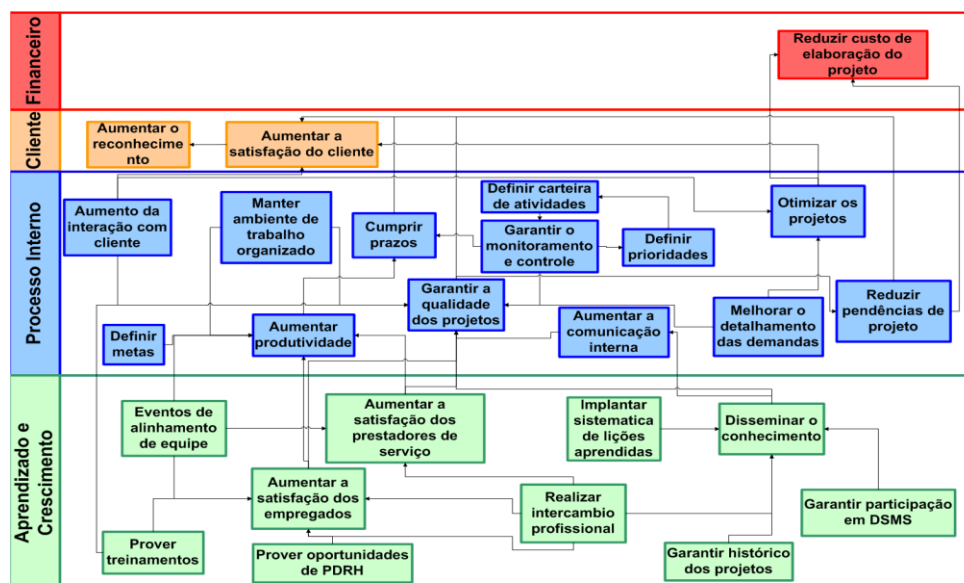 Financeiro
Reduzir custo de
elaboração do
projeto
Cliente
Aumentar o
reconhecime
nto
Aumentar a
satisfação do cliente
Processo Interno
Aumento da
interação com
cliente
Manter
ambiente de
trabalho
organizado
Cumprir
prazos
Definir carteira
de atividades
Garantir o
monitoramento
e controle
Definir
prioridades
Otimizar os
projetos
Definir
metas
Aumentar
produtividade
Garantir a
qualidade
dos projetos
Aumentar a
comunicação
interna
Melhorar o
detalhamento
das demandas
Reduzir
pendências de
projeto
Aprendizado e
Crescimento
Eventos de
alinhamento
de equipe
Aumentar a
satisfação dos
prestadores de
serviço
Implantar
sistematica
de lições
aprendidas
Disseminar o
conhecimento
Prover
treinamentos
Aumentar a
satisfação dos
empregados
Prover oportunidades
de PDRH
Realizar
intercambio
profissional
Garantir histórico
dos projetos
Garantir participação
em DSMS